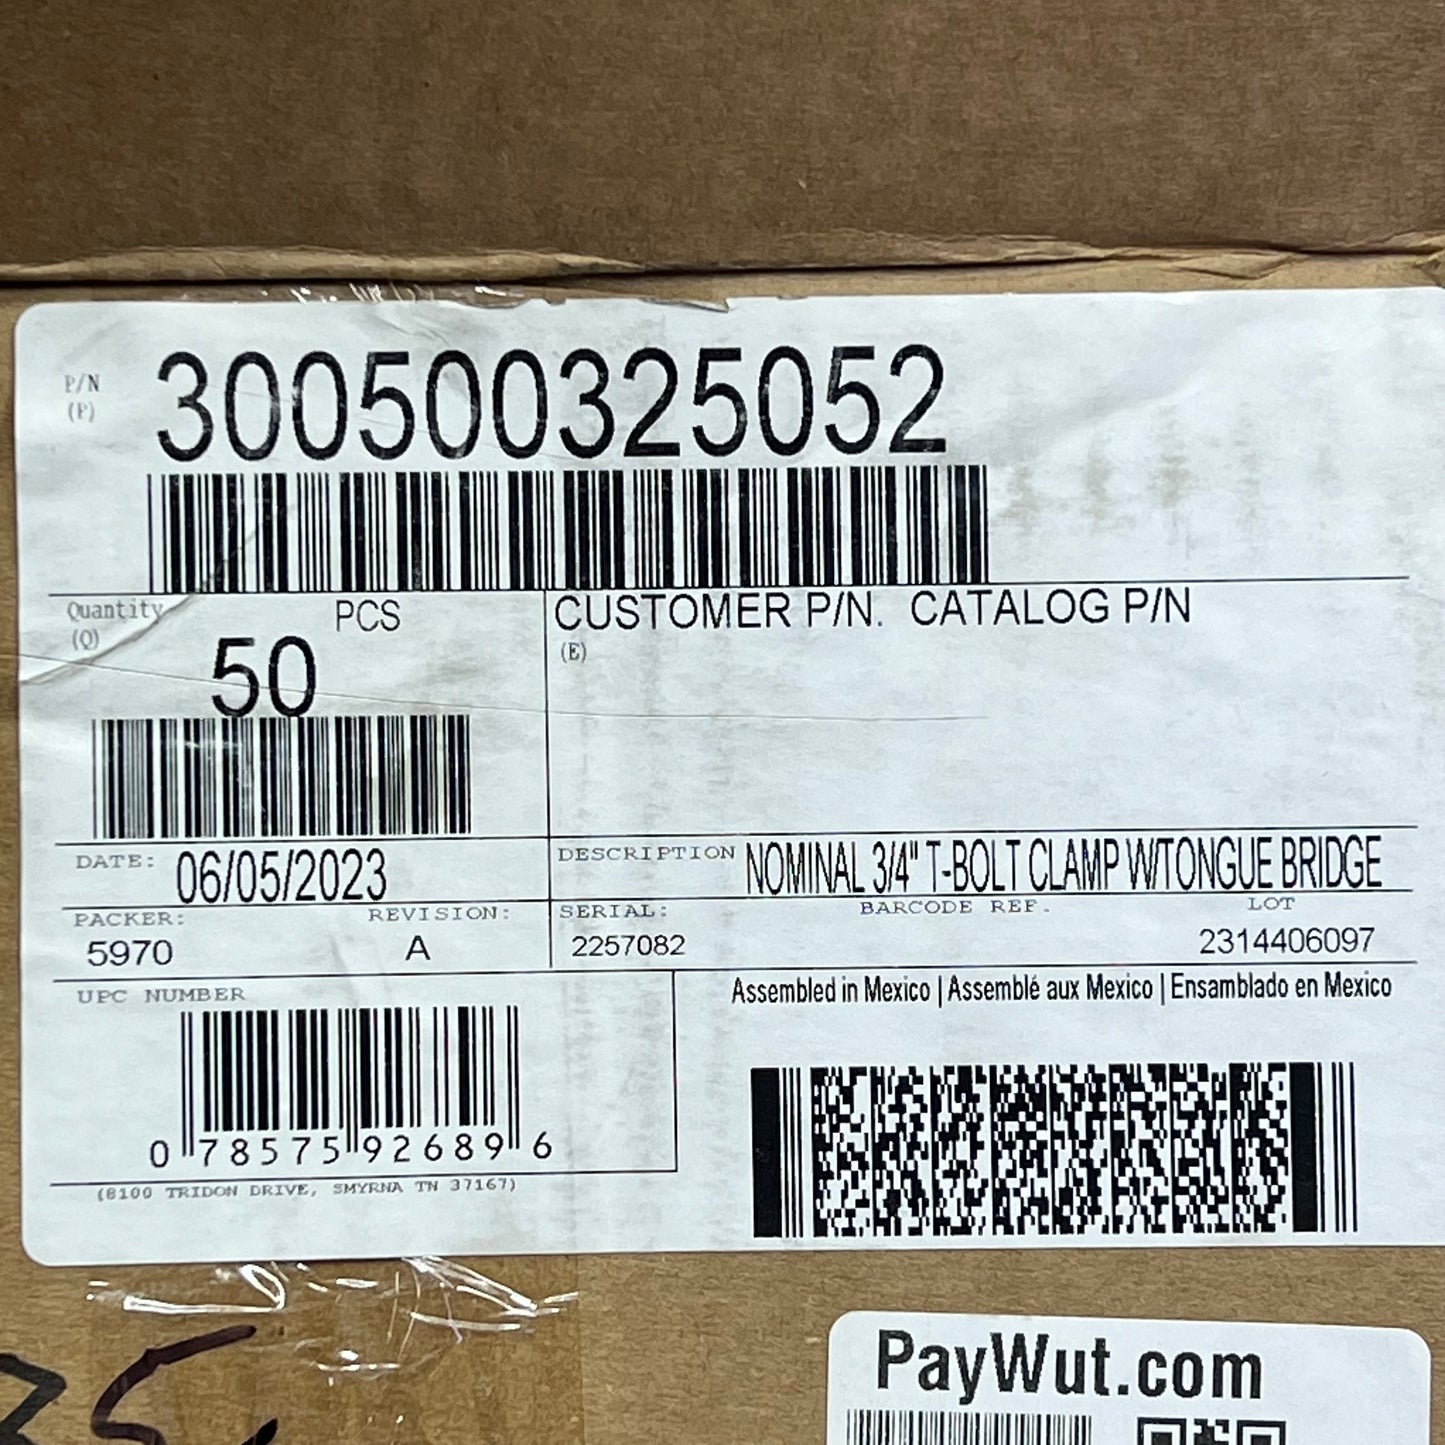 P/N
(P)
300500325052
Quantity
(Q)
PCS
50
CUSTOMER P/N. CATALOG P/N
(E)
DATE: 06/05/2023
DESCRIPTION NOMINAL 3/4" T-BOLT CLAMP W/TONGUE BRIDGE
PACKER: REVISION: SERIAL: BARCODE REF. LOT
5970 A 2257082 2314406097
UPC NUMBER
Assembled in Mexico | Assemblé aux Mexico | Ensamblado en Mexico
0 78575 92689 6
(8100 TRIDON DRIVE, SMYRNA TN 37167)
PayWut.com